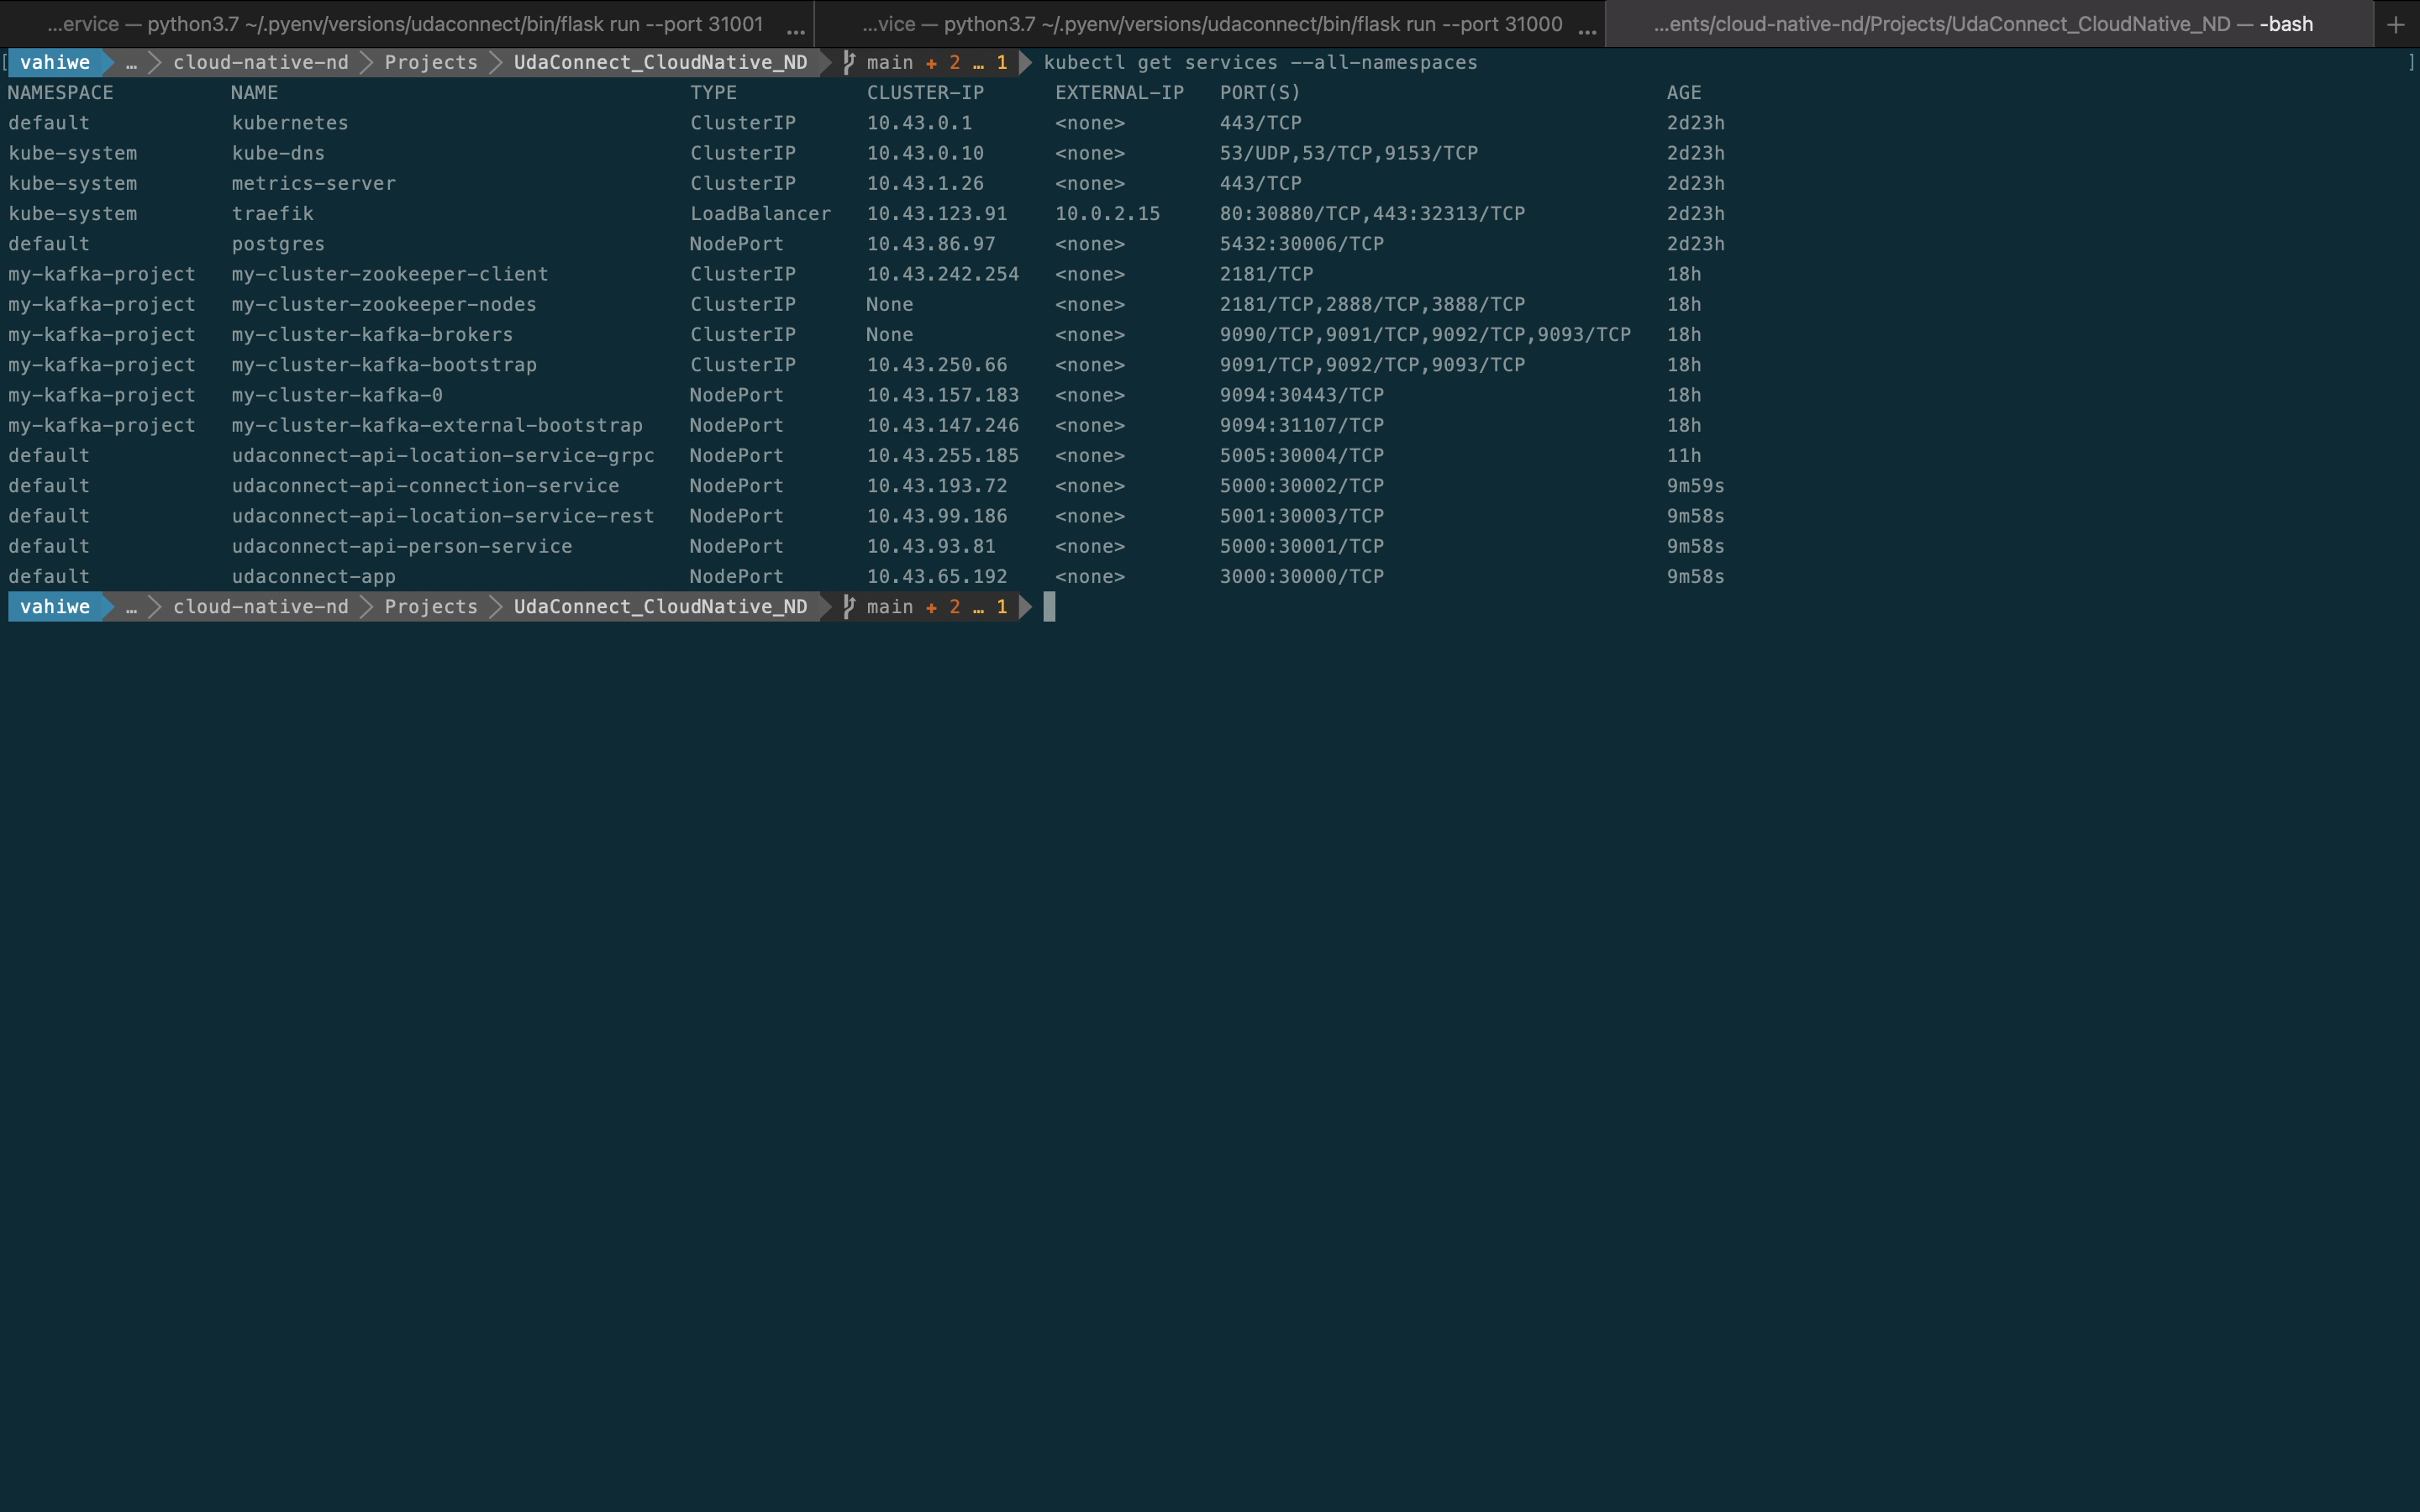 ...ervice — python3.7 ~/.pyenv/versions/udaconnect/bin/flask run --port 31001 ... ...vice — python3.7 ~/.pyenv/versions/udaconnect/bin/flask run --port 31000 ... ...ents/cloud-native-nd/Projects/UdaConnect_CloudNative_ND — -bash +
[ vahiwe … cloud-native-nd Projects UdaConnect_CloudNative_ND main + 2 … 1 kubectl get services --all-namespaces ]
NAMESPACE NAME TYPE CLUSTER-IP EXTERNAL-IP PORT(S) AGE
default kubernetes ClusterIP 10.43.0.1 <none> 443/TCP 2d23h
kube-system kube-dns ClusterIP 10.43.0.10 <none> 53/UDP,53/TCP,9153/TCP 2d23h
kube-system metrics-server ClusterIP 10.43.1.26 <none> 443/TCP 2d23h
kube-system traefik LoadBalancer 10.43.123.91 10.0.2.15 80:30880/TCP,443:32313/TCP 2d23h
default postgres NodePort 10.43.86.97 <none> 5432:30006/TCP 2d23h
my-kafka-project my-cluster-zookeeper-client ClusterIP 10.43.242.254 <none> 2181/TCP 18h
my-kafka-project my-cluster-zookeeper-nodes ClusterIP None <none> 2181/TCP,2888/TCP,3888/TCP 18h
my-kafka-project my-cluster-kafka-brokers ClusterIP None <none> 9090/TCP,9091/TCP,9092/TCP,9093/TCP 18h
my-kafka-project my-cluster-kafka-bootstrap ClusterIP 10.43.250.66 <none> 9091/TCP,9092/TCP,9093/TCP 18h
my-kafka-project my-cluster-kafka-0 NodePort 10.43.157.183 <none> 9094:30443/TCP 18h
my-kafka-project my-cluster-kafka-external-bootstrap NodePort 10.43.147.246 <none> 9094:31107/TCP 18h
default udaconnect-api-location-service-grpc NodePort 10.43.255.185 <none> 5005:30004/TCP 11h
default udaconnect-api-connection-service NodePort 10.43.193.72 <none> 5000:30002/TCP 9m59s
default udaconnect-api-location-service-rest NodePort 10.43.99.186 <none> 5001:30003/TCP 9m58s
default udaconnect-api-person-service NodePort 10.43.93.81 <none> 5000:30001/TCP 9m58s
default udaconnect-app NodePort 10.43.65.192 <none> 3000:30000/TCP 9m58s
vahiwe … cloud-native-nd Projects UdaConnect_CloudNative_ND main + 2 … 1